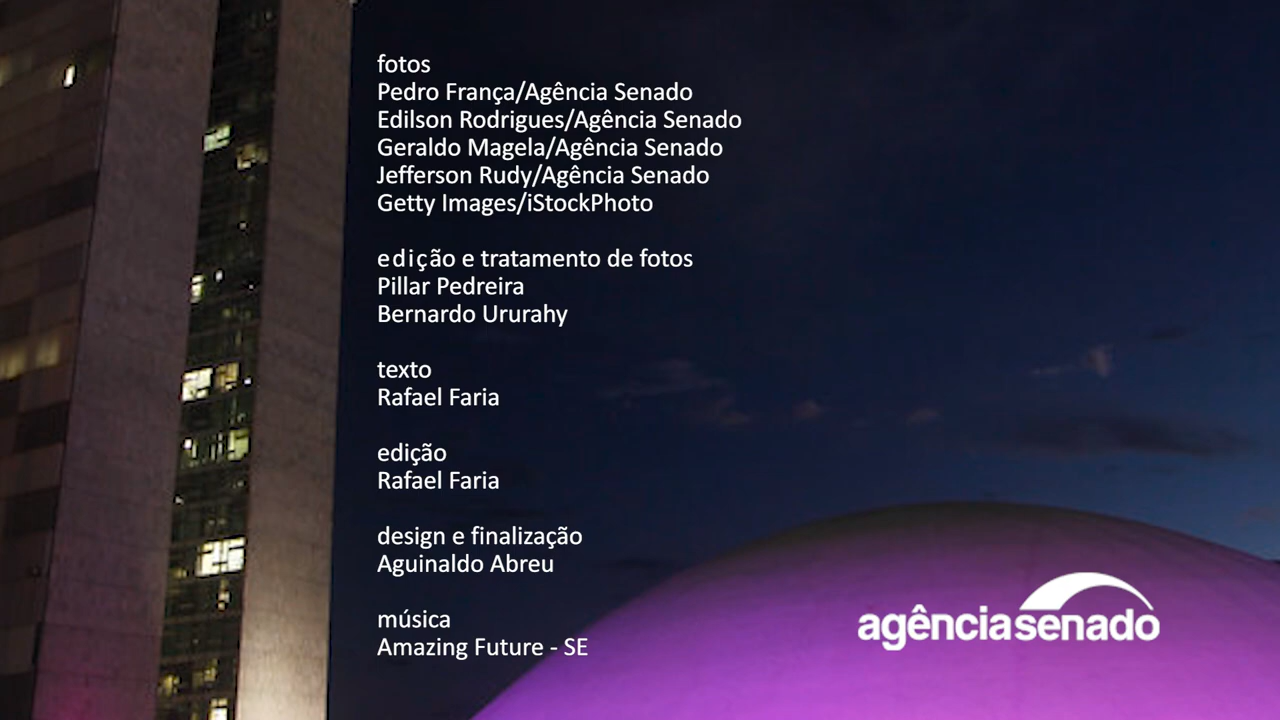 fotos
Pedro França/Agência Senado
Edilson Rodrigues/Agência Senado
Geraldo Magela/Agência Senado
Jefferson Rudy/Agência Senado
Getty Images/iStockPhoto
edição e tratamento de fotos
Pillar Pedreira
Bernardo Ururahy
texto
Rafael Faria
edição
Rafael Faria
design e finalização
Aguinaldo Abreu
música
Amazing Future - SE
agênciasenado